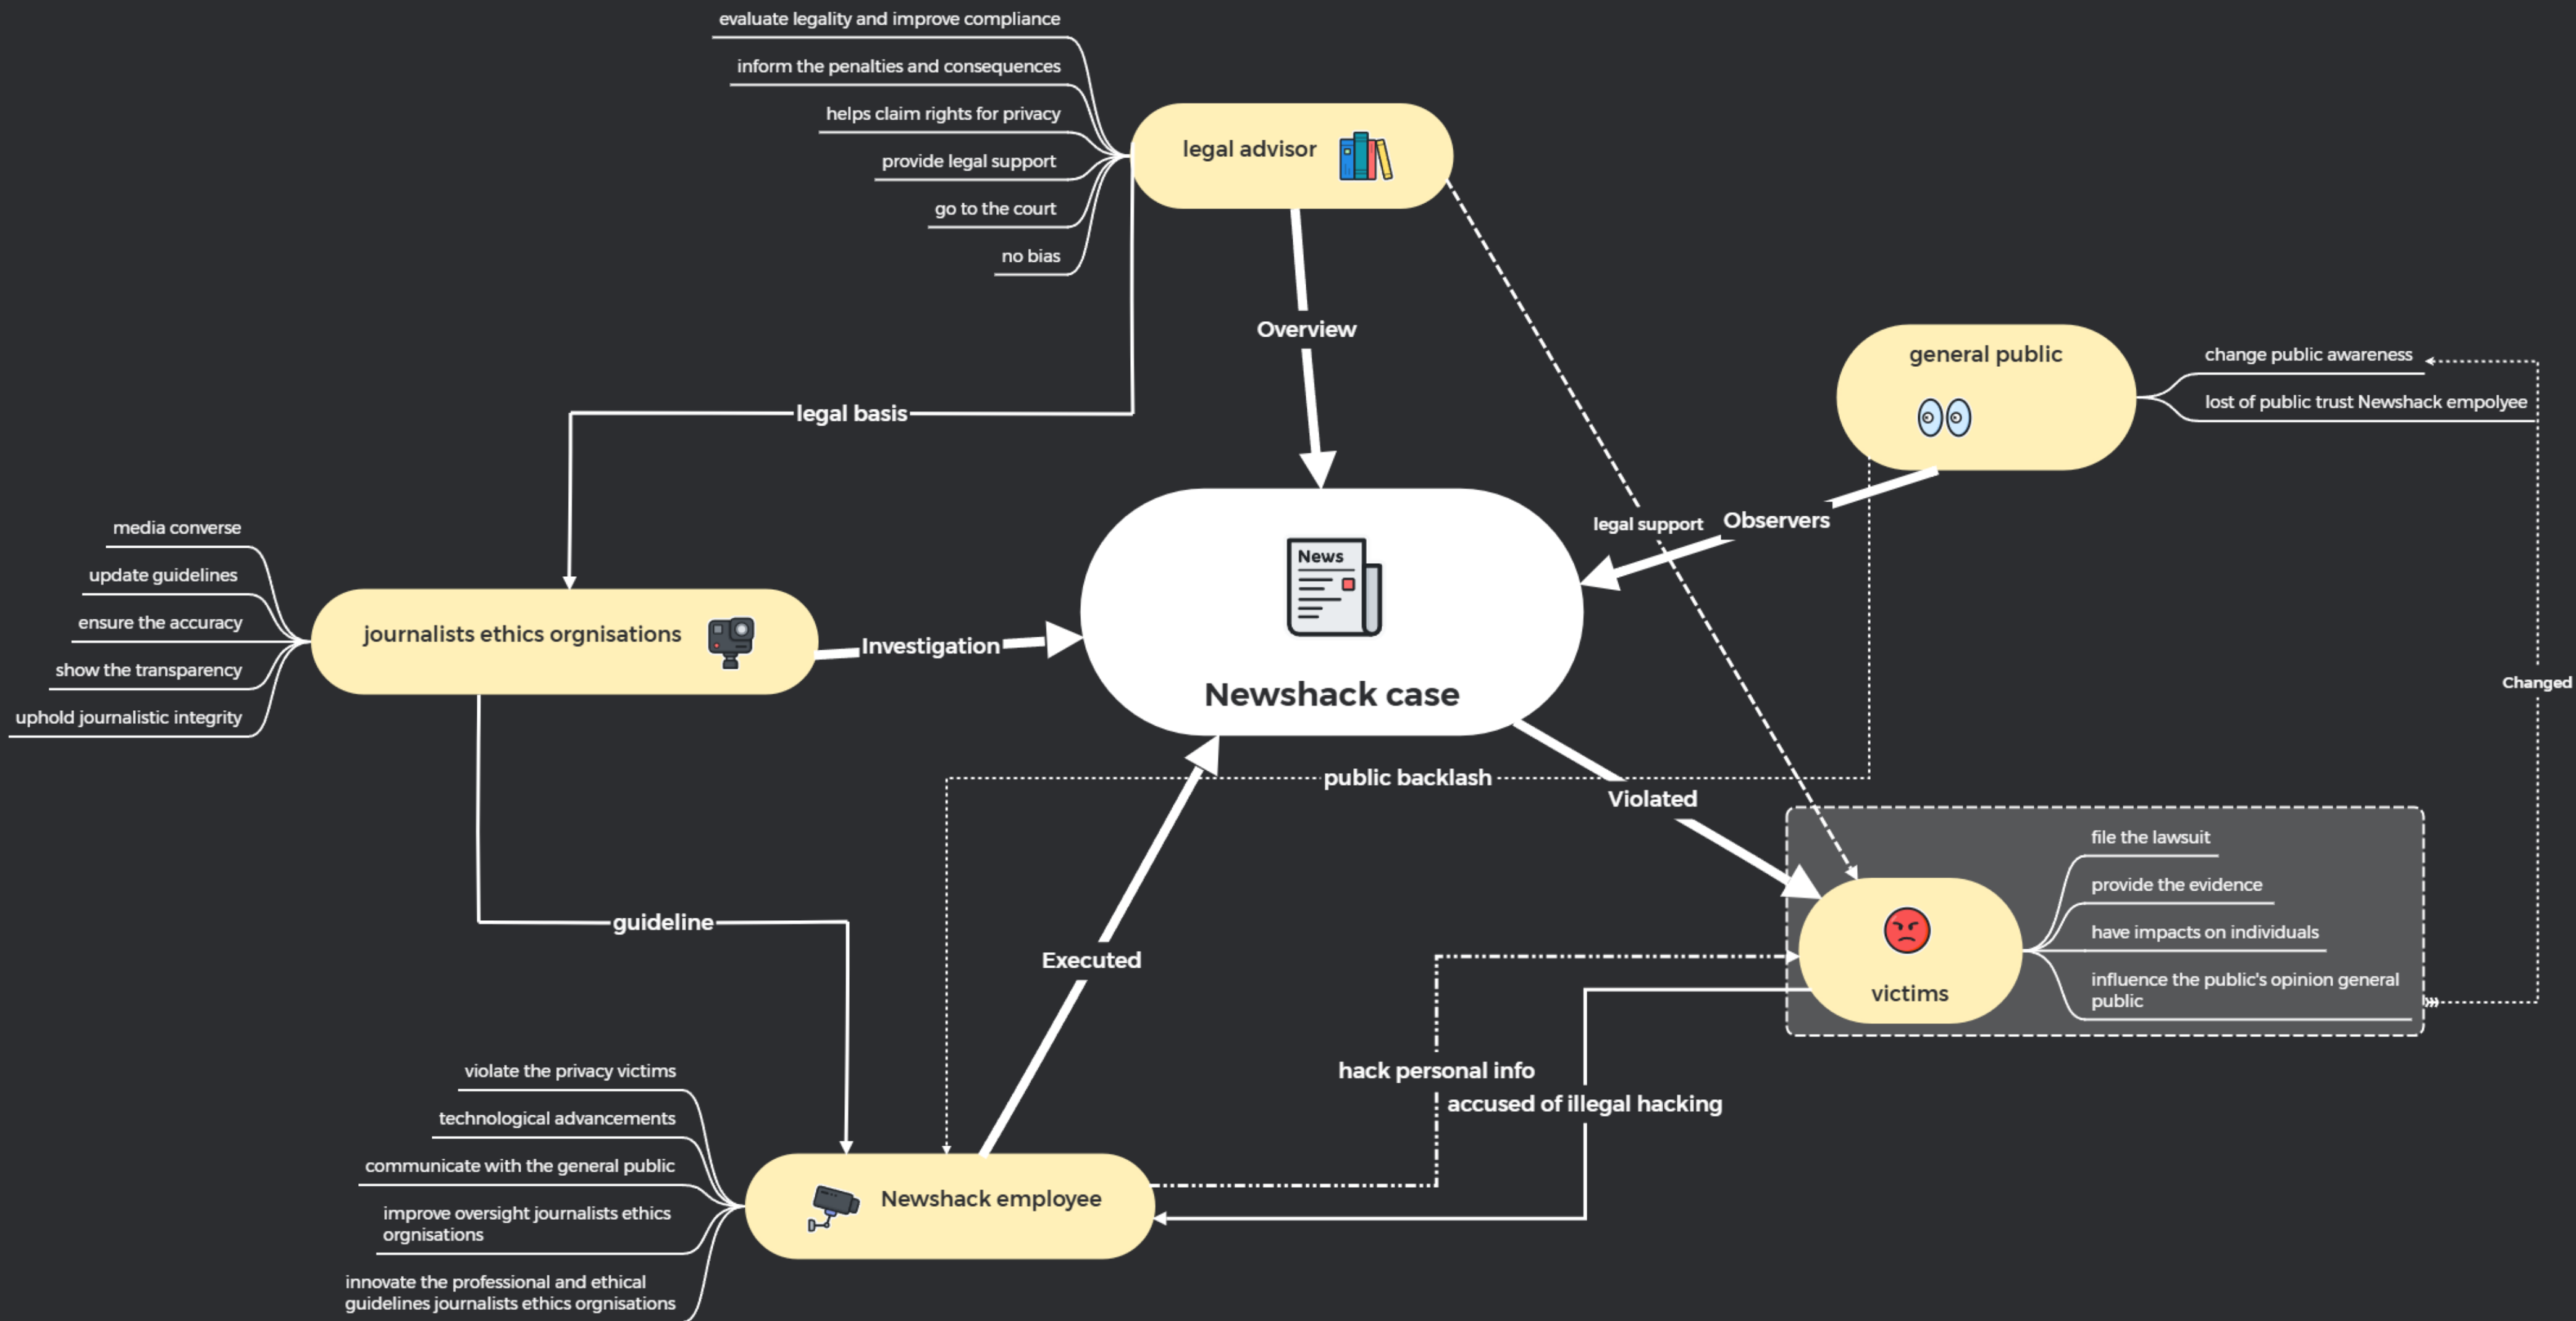 evaluate legality and improve compliance
inform the penalties and consequences
helps claim rights for privacy
provide legal support
go to the court
no bias
legal advisor
Overview
legal basis
general public
change public awareness
lost of public trust Newshack empolyee
legal support
Observers
media converse
update guidelines
ensure the accuracy
show the transparency
uphold journalistic integrity
journalists ethics orgnisations
Investigation
News
Newshack case
Changed
public backlash
Violated
file the lawsuit
provide the evidence
have impacts on individuals
influence the public's opinion general
public
victims
guideline
Executed
hack personal info
accused of illegal hacking
violate the privacy victims
technological advancements
communicate with the general public
improve oversight journalists ethics
orgnisations
innovate the professional and ethical
guidelines journalists ethics orgnisations
Newshack employee